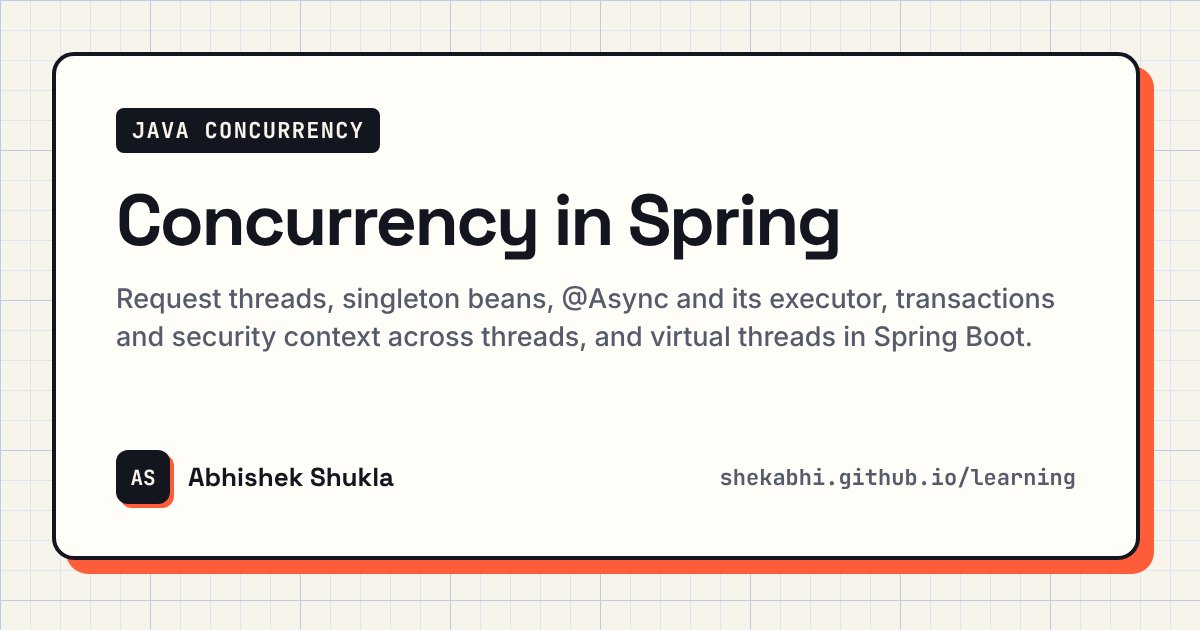 JAVA CONCURRENCY
Concurrency in Spring
Request threads, singleton beans, @Async and its executor, transactions
and security context across threads, and virtual threads in Spring Boot.
AS
Abhishek Shukla
shekabhi.github.io/learning